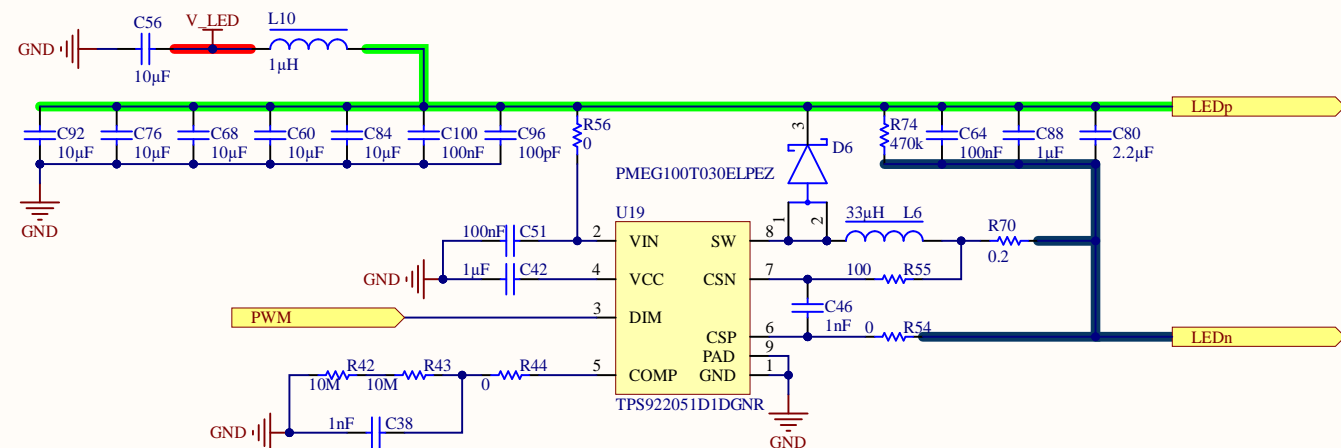 C56
V_LED
L10
GND
10µF
1µH
LEDp
C92
10µF
C76
10µF
C68
10µF
C60
10µF
C84
10µF
C100
100nF
C96
100pF
R56
0
3
D6
R74
470k
C64
100nF
C88
1µF
C80
2.2µF
PMEG100T030ELPEZ
GND
U19
1
2
33µH
L6
R70
0.2
100nF
C51
2
VIN
SW
8
GND
1µF
C42
4
VCC
CSN
7
100
R55
PWM
3
DIM
C46
1nF
CSP
6
0
R54
LEDn
PAD
9
R42
10M
R43
10M
R44
0
5
COMP
GND
1
TPS922051D1DGNR
GND
1nF
C38
GND